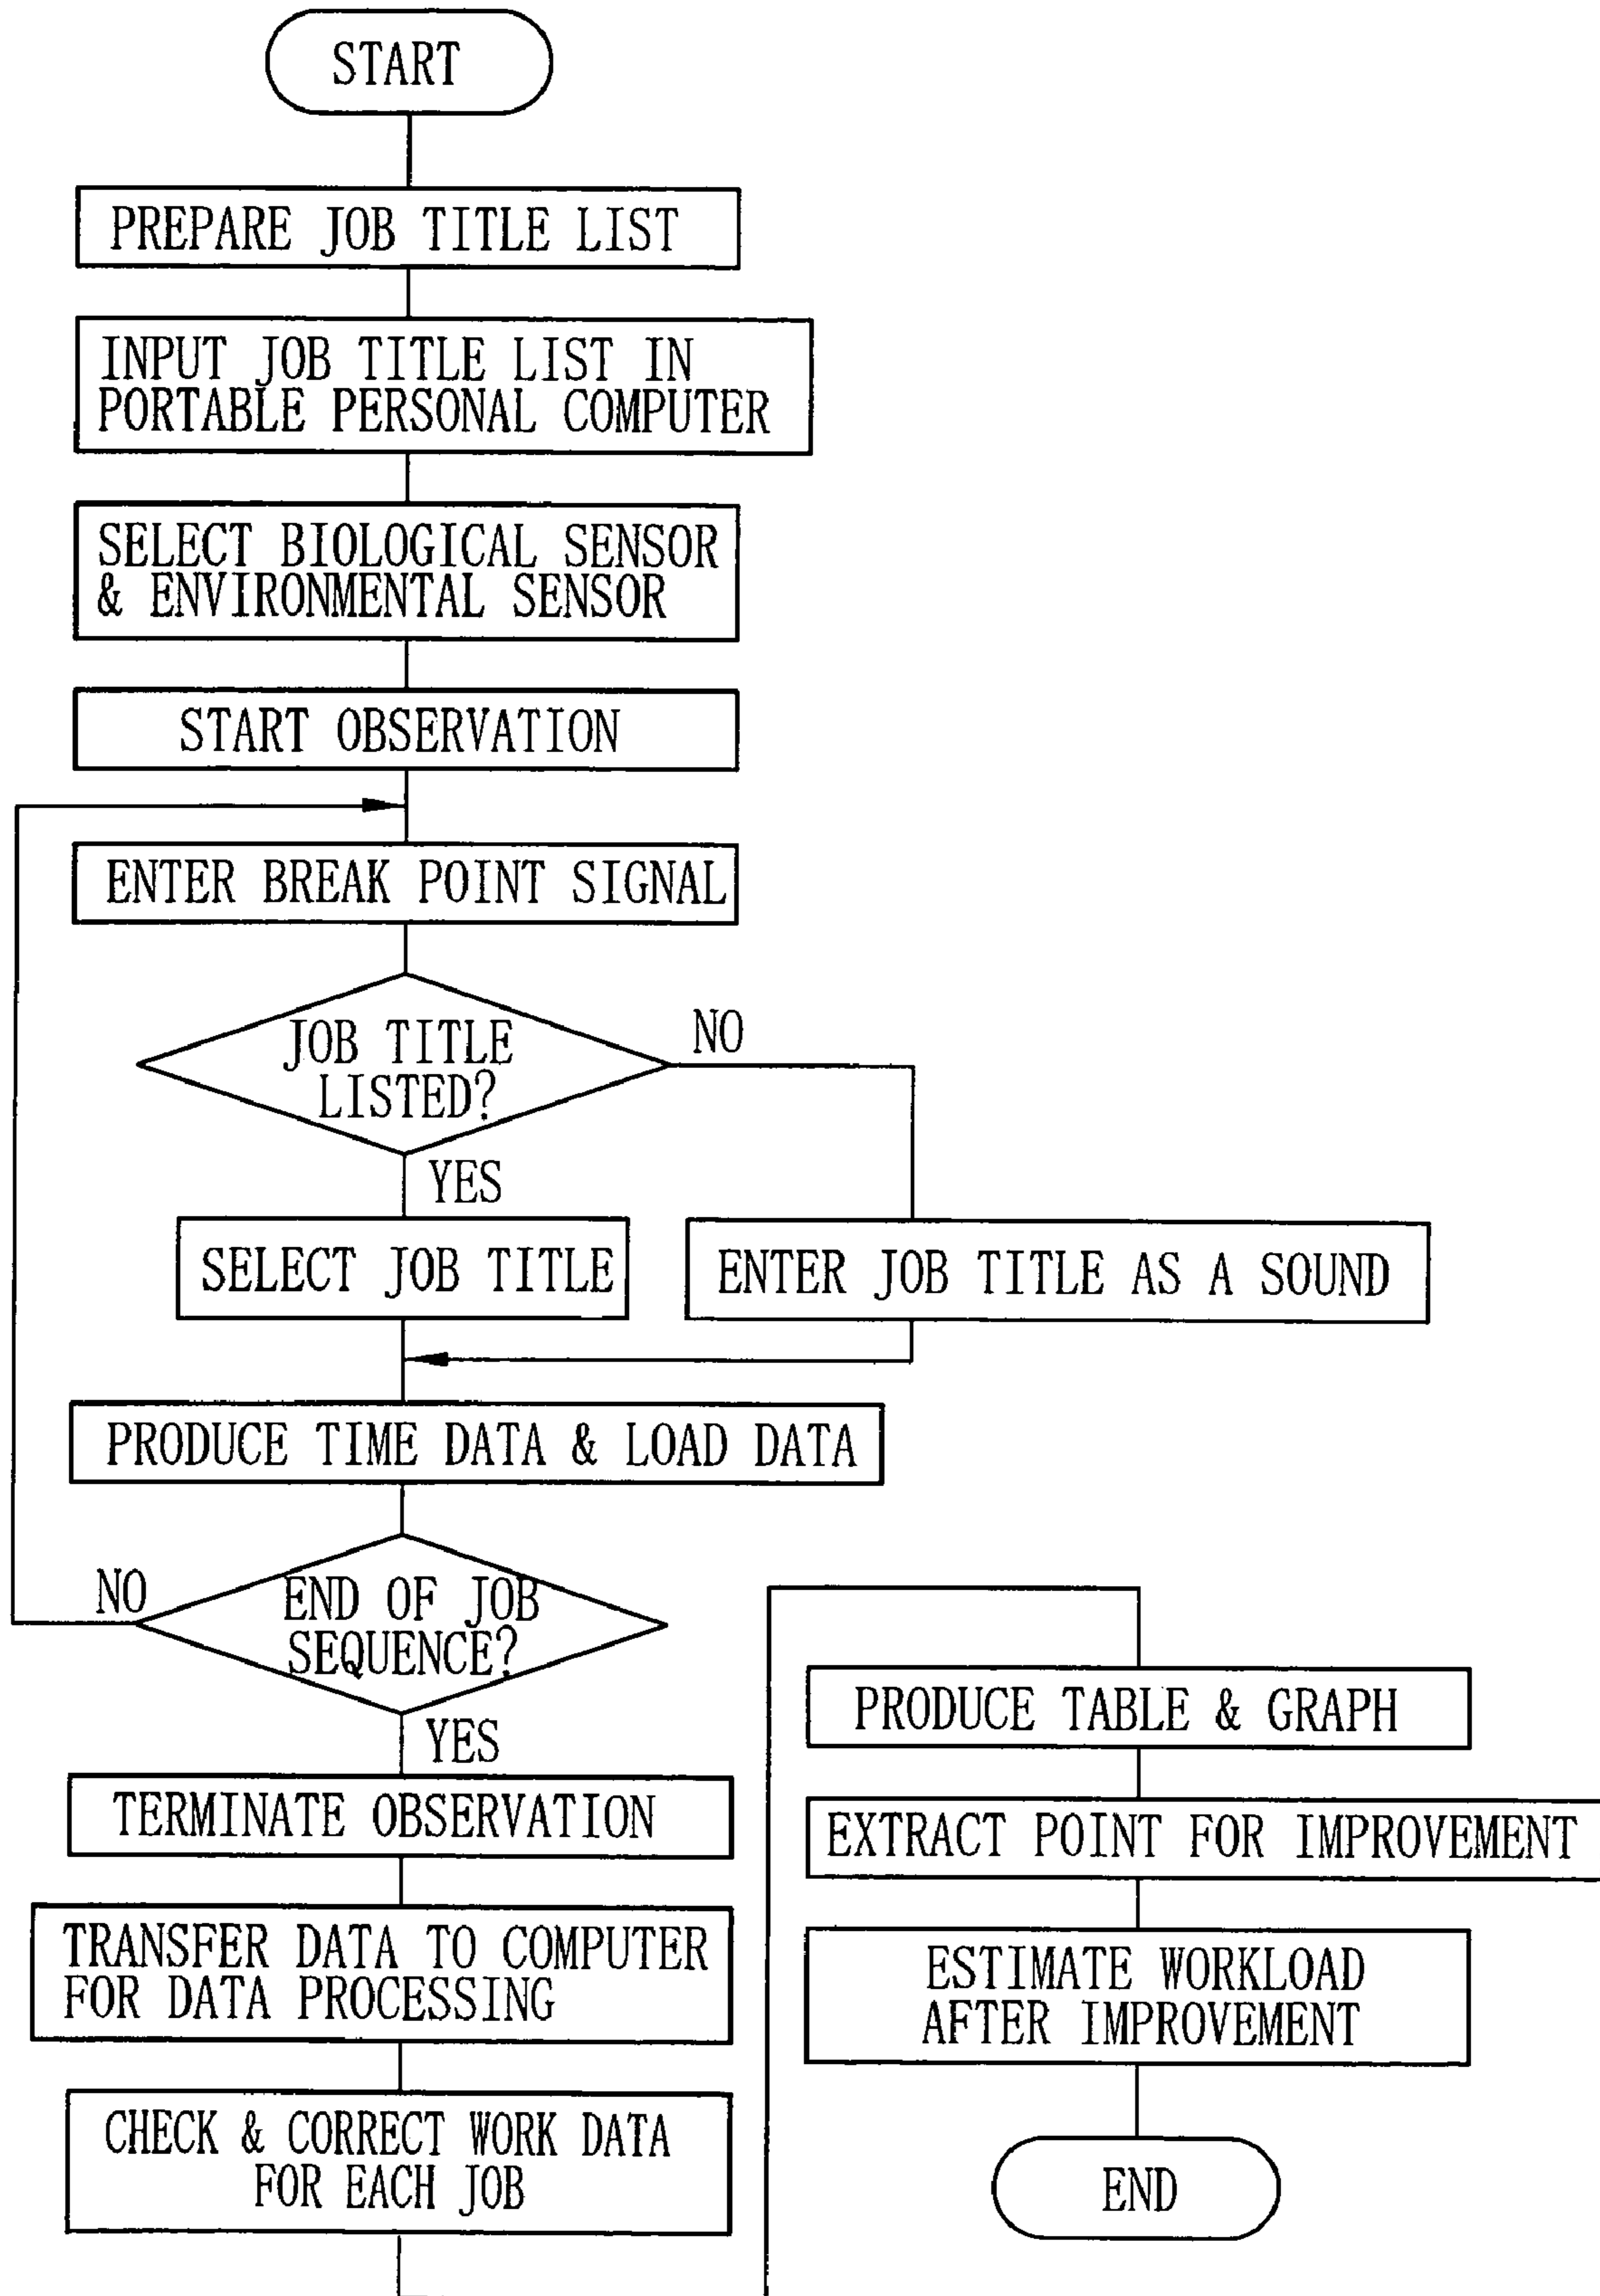 START
PREPARE JOB TITLE LIST
INPUT JOB TITLE LIST IN
PORTABLE PERSONAL COMPUTER
SELECT BIOLOGICAL SENSOR
& ENVIRONMENTAL SENSOR
START OBSERVATION
ENTER BREAK POINT SIGNAL
JOB TITLE
LISTED?
NO
YES
SELECT JOB TITLE
ENTER JOB TITLE AS A SOUND
PRODUCE TIME DATA & LOAD DATA
END OF JOB
SEQUENCE?
NO
YES
TERMINATE OBSERVATION
TRANSFER DATA TO COMPUTER
FOR DATA PROCESSING
CHECK & CORRECT WORK DATA
FOR EACH JOB
PRODUCE TABLE & GRAPH
EXTRACT POINT FOR IMPROVEMENT
ESTIMATE WORKLOAD
AFTER IMPROVEMENT
END